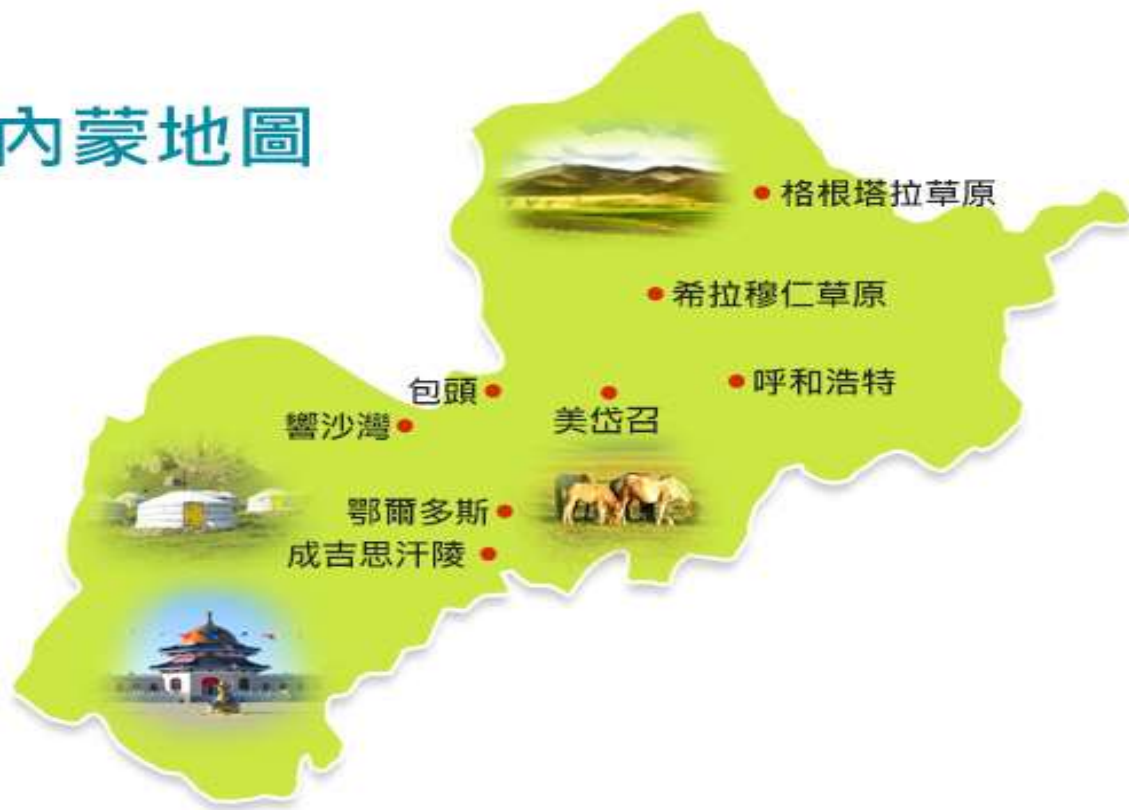 內蒙地圖
格根塔拉草原
希拉穆仁草原
包頭
呼和浩特
響沙灣
美岱召
鄂爾多斯
成吉思汗陵